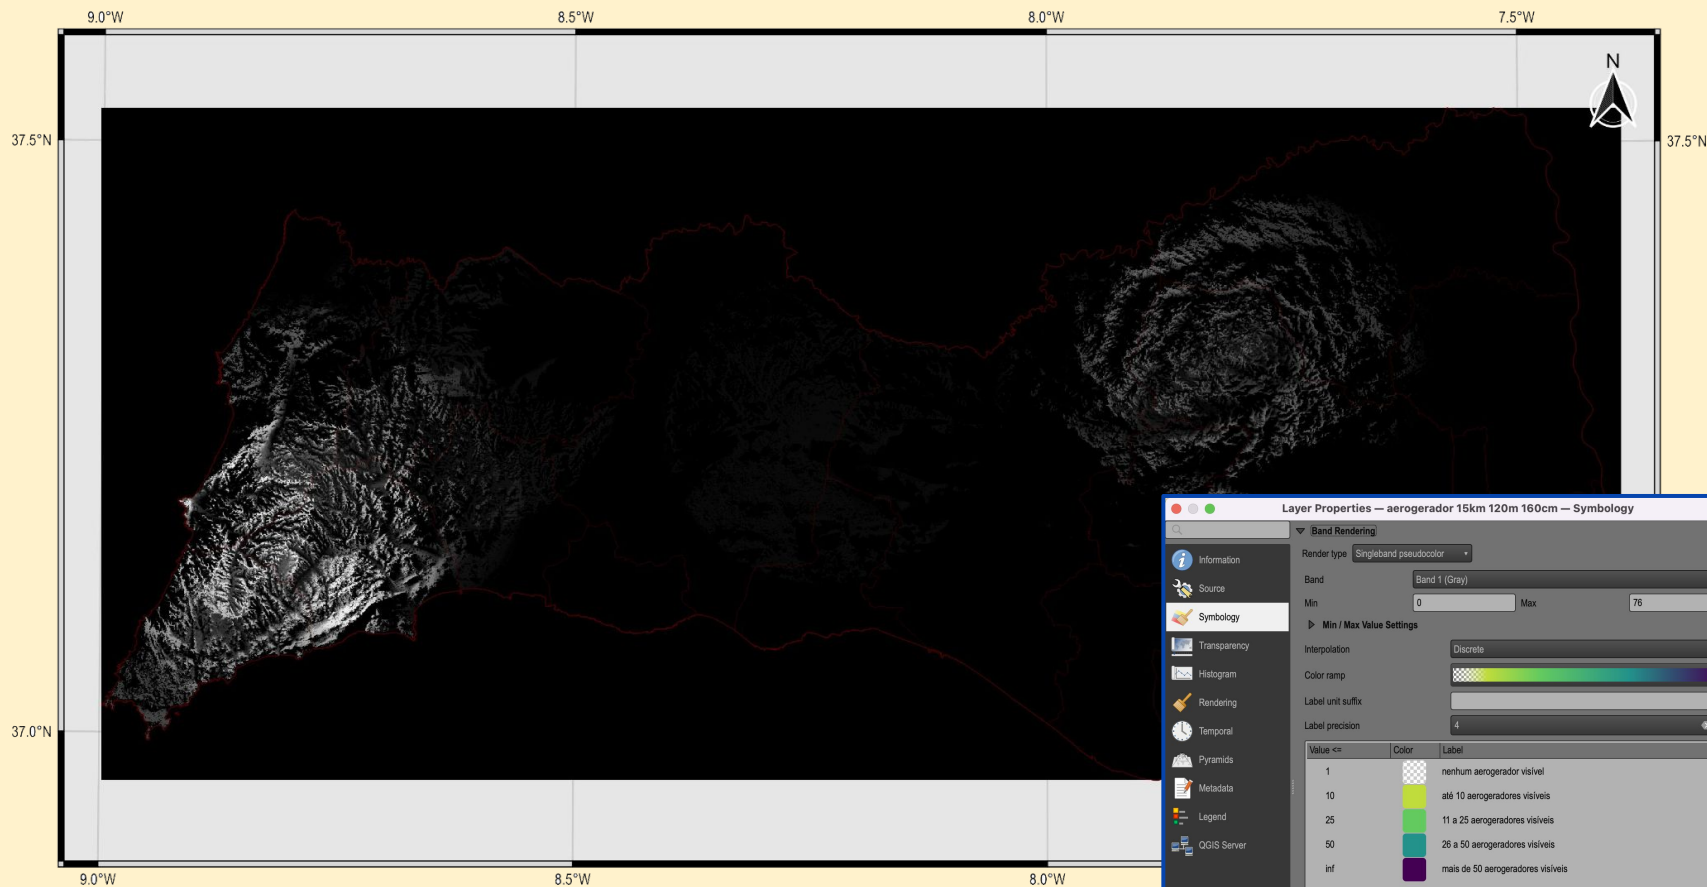 9.0°W 8.5°W 8.0°W 7.5°W
N
37.5°N 37.5°N
Layer Properties — aerogerador 15km 120m 160cm — Symbology
Information
Source
Symbology
Transparency
Histogram
Rendering
Temporal
Pyramids
Metadata
Legend
QGIS Server
Band Rendering
Render type Singleband pseudocolor
Band Band 1 (Gray)
Min 0 Max 76
Min / Max Value Settings
Interpolation Discrete
Color ramp
Label unit suffix
Label precision 4
Value <= Color Label
1 nenhum aerogerador visível
10 até 10 aerogeradores visíveis
25 11 a 25 aerogeradores visíveis
50 26 a 50 aerogeradores visíveis
inf mais de 50 aerogeradores visíveis
37.0°N
9.0°W 8.5°W 8.0°W